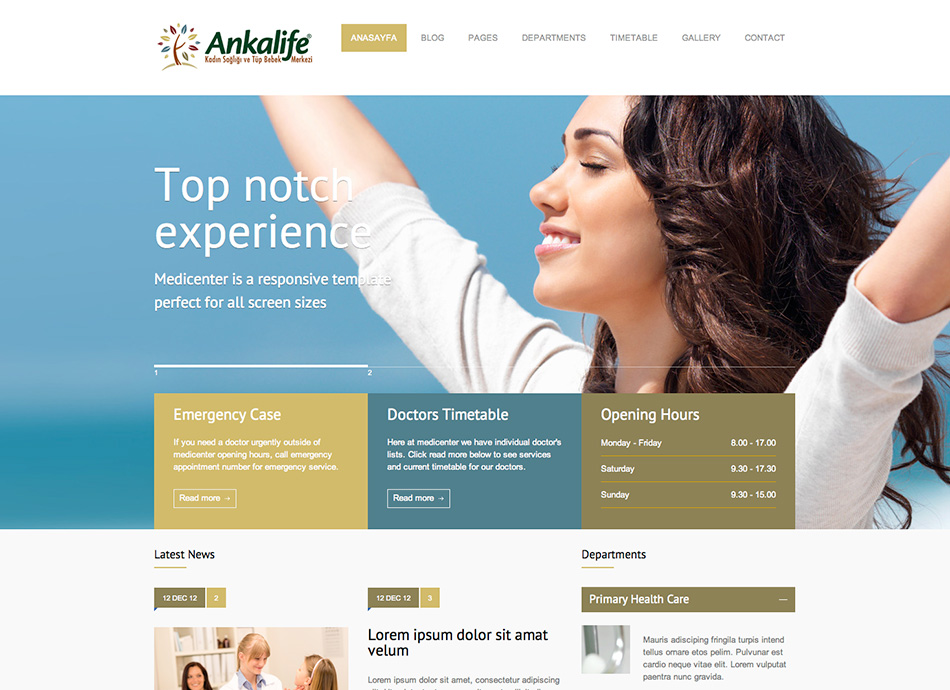 Ankalife®
Kadın Sağlığı ve Tüp Bebek Merkezi
ANASAYFA BLOG PAGES DEPARTMENTS TIMETABLE GALLERY CONTACT
Top notch
experience
Medicenter is a responsive template
perfect for all screen sizes
1 2
Emergency Case
If you need a doctor urgently outside of
medicenter opening hours, call emergency
appointment number for emergency service.
Read more →
Doctors Timetable
Here at medicenter we have individual doctor's
lists. Click read more below to see services
and current timetable for our doctors.
Read more →
Opening Hours
Monday - Friday 8.00 - 17.00
Saturday 9.30 - 17.30
Sunday 9.30 - 15.00
Latest News
12 DEC 12 2
12 DEC 12 3
Lorem ipsum dolor sit amat
velum
Lorem ipsum dolor sit amet,
consectetur adipiscing
Departments
Primary Health Care
Mauris adisciping fringila turpis intend
tellus ornare etos pelim. Pulvunar est
cardio neque vitae elit. Lorem vulputat
paentra nunc gravida.